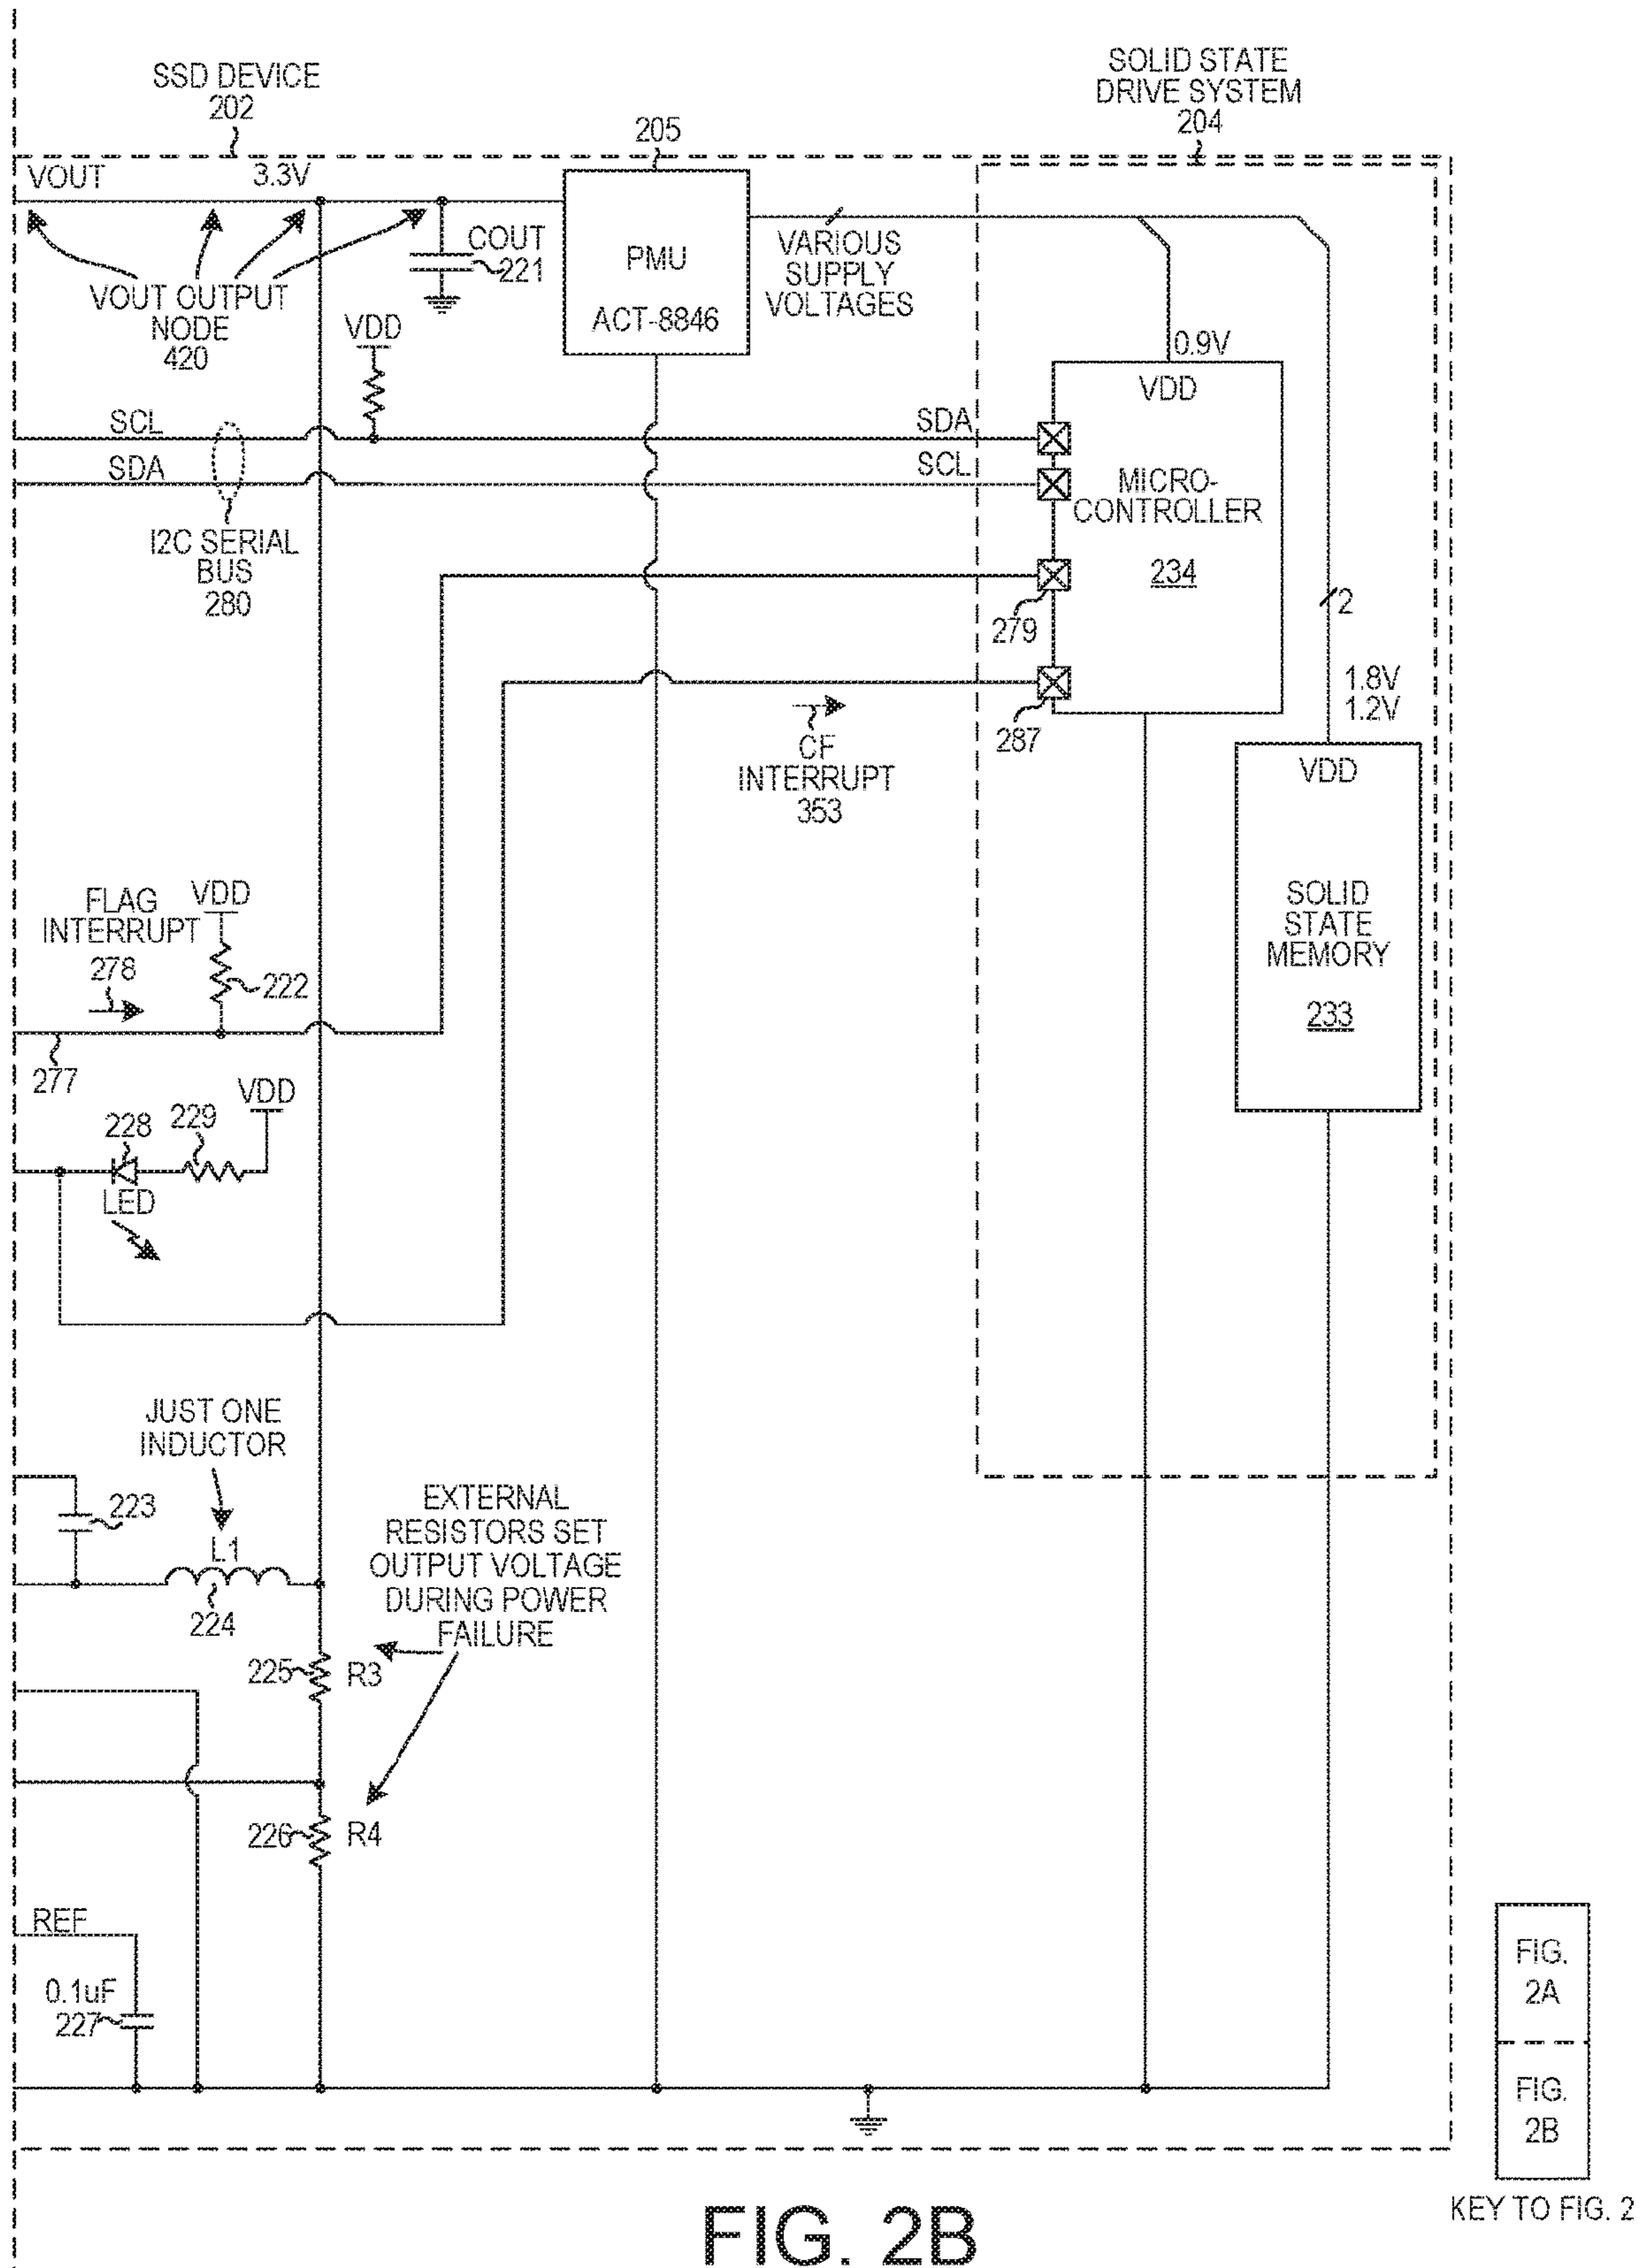 SSD DEVICE
202
SOLID STATE
DRIVE SYSTEM
204
205
VOUT
3.3V
COUT
221
VOUT OUTPUT
NODE
420
VDD
PMU
ACT-8846
VARIOUS
SUPPLY
VOLTAGES
0.9V
VDD
SCL
SDA
SDA
SCL
I2C SERIAL
BUS
280
MICRO-
CONTROLLER
234
279
2
287
1.8V
1.2V
CF
INTERRUPT
353
VDD
SOLID
STATE
MEMORY
233
FLAG
INTERRUPT
278
VDD
222
277
VDD
228
229
LED
JUST ONE
INDUCTOR
223
L1
224
EXTERNAL
RESISTORS SET
OUTPUT VOLTAGE
DURING POWER
FAILURE
225
R3
226
R4
REF
0.1uF
227
FIG.
2A
FIG.
2B
KEY TO FIG. 2
FIG. 2B